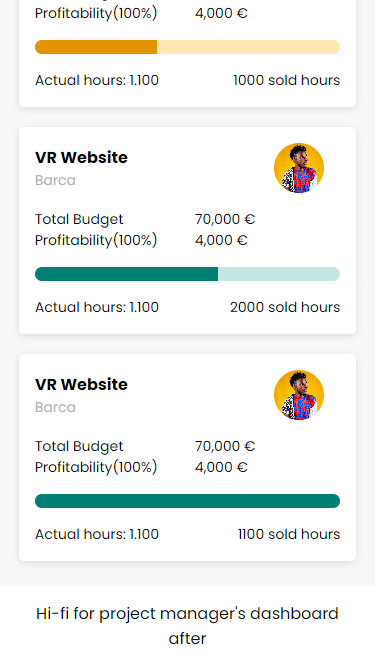 Profitability(100%) 4,000 €
Actual hours: 1.100 1000 sold hours
VR Website
Barca
Total Budget 70,000 €
Profitability(100%) 4,000 €
Actual hours: 1.100 2000 sold hours
VR Website
Barca
Total Budget 70,000 €
Profitability(100%) 4,000 €
Actual hours: 1.100 1100 sold hours
Hi-fi for project manager's dashboard
after